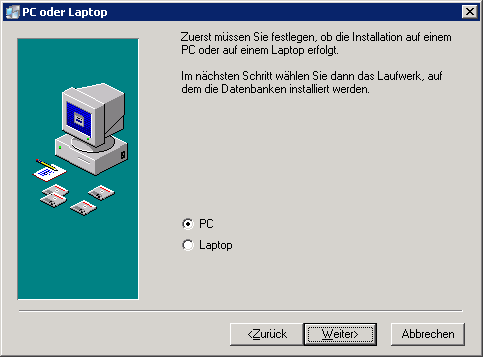 PC oder Laptop
Zuerst müssen Sie festlegen, ob die Installation auf einem
PC oder auf einem Laptop erfolgt.
Im nächsten Schritt wählen Sie dann das Laufwerk, auf
dem die Datenbanken installiert werden.
PC
Laptop
<Zurück
Weiter>
Abbrechen